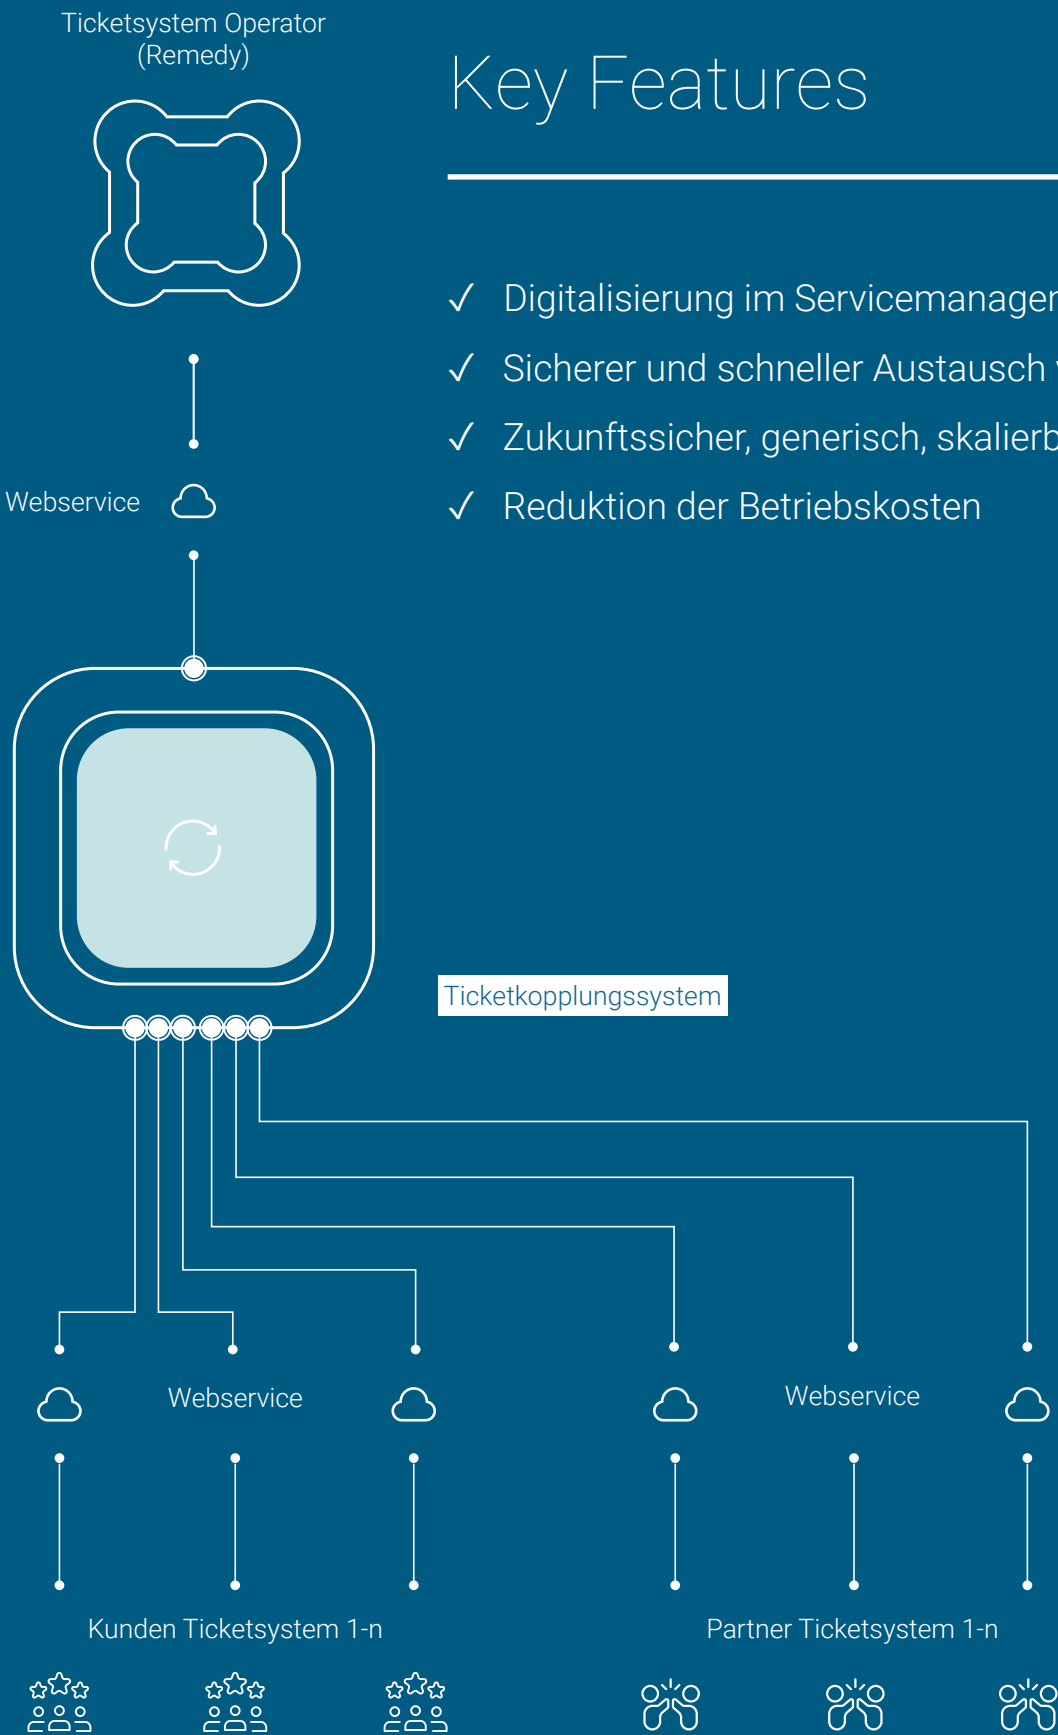 Ticketsystem Operator
(Remedy)
Key Features
✓ Digitalisierung im Servicemanage
✓ Sicherer und schneller Austausch
✓ Zukunftssicher, generisch, skalierb
✓ Reduktion der Betriebskosten
Webservice
Ticketkopplungssystem
Webservice
Webservice
Kunden Ticketsystem 1-n
Partner Ticketsystem 1-n